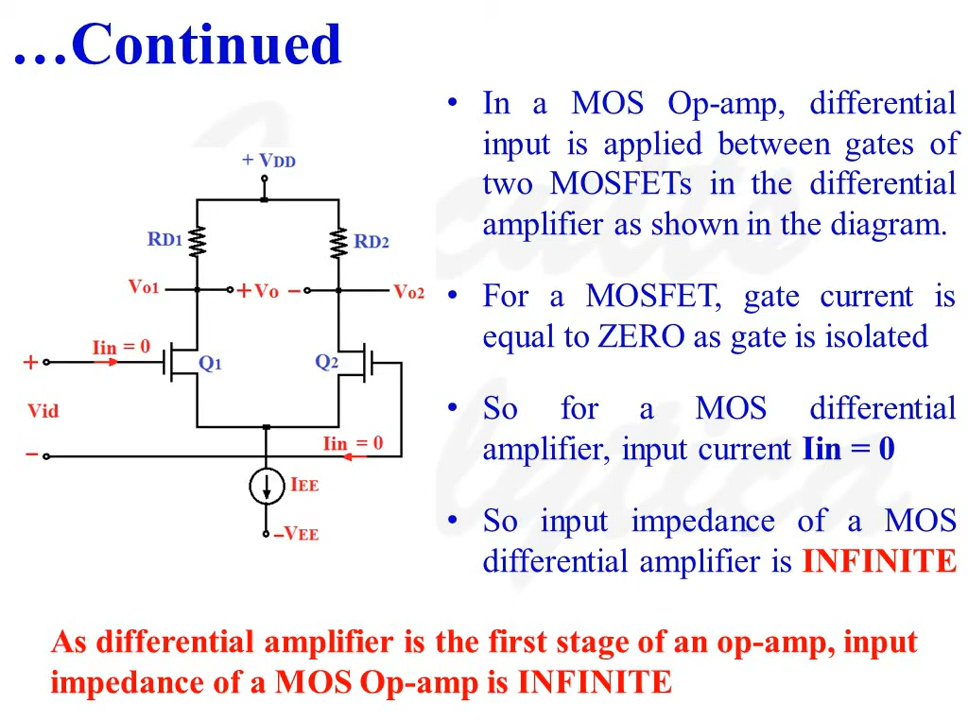 …Continued
• In a MOS Op-amp, differential
input is applied between gates of
two MOSFETs in the differential
amplifier as shown in the diagram.
• For a MOSFET, gate current is
equal to ZERO as gate is isolated
• So for a MOS differential
amplifier, input current Iin = 0
• So input impedance of a MOS
differential amplifier is INFINITE
+ VDD
RD1
RD2
Vo1
+Vo −
Vo2
Iin = 0
+
Q1
Q2
Vid
Iin = 0
−
IEE
−VEE
As differential amplifier is the first stage of an op-amp, input
impedance of a MOS Op-amp is INFINITE